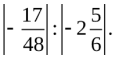 |- 17/48| : |- 2 5/6|.